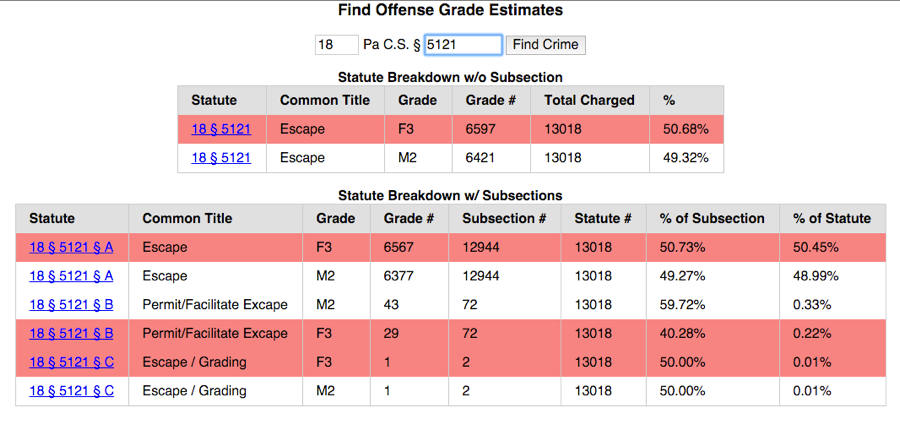 Find Offense Grade Estimates
18 Pa C.S. § 5121 Find Crime
Statute Breakdown w/o Subsection
Statute Common Title Grade Grade # Total Charged %
18 § 5121 Escape F3 6597 13018 50.68%
18 § 5121 Escape M2 6421 13018 49.32%
Statute Breakdown w/ Subsections
Statute Common Title Grade Grade # Subsection # Statute # % of Subsection % of Statute
18 § 5121 § A Escape F3 6567 12944 13018 50.73% 50.45%
18 § 5121 § A Escape M2 6377 12944 13018 49.27% 48.99%
18 § 5121 § B Permit/Facilitate Excape M2 43 72 13018 59.72% 0.33%
18 § 5121 § B Permit/Facilitate Excape F3 29 72 13018 40.28% 0.22%
18 § 5121 § C Escape / Grading F3 1 2 13018 50.00% 0.01%
18 § 5121 § C Escape / Grading M2 1 2 13018 50.00% 0.01%